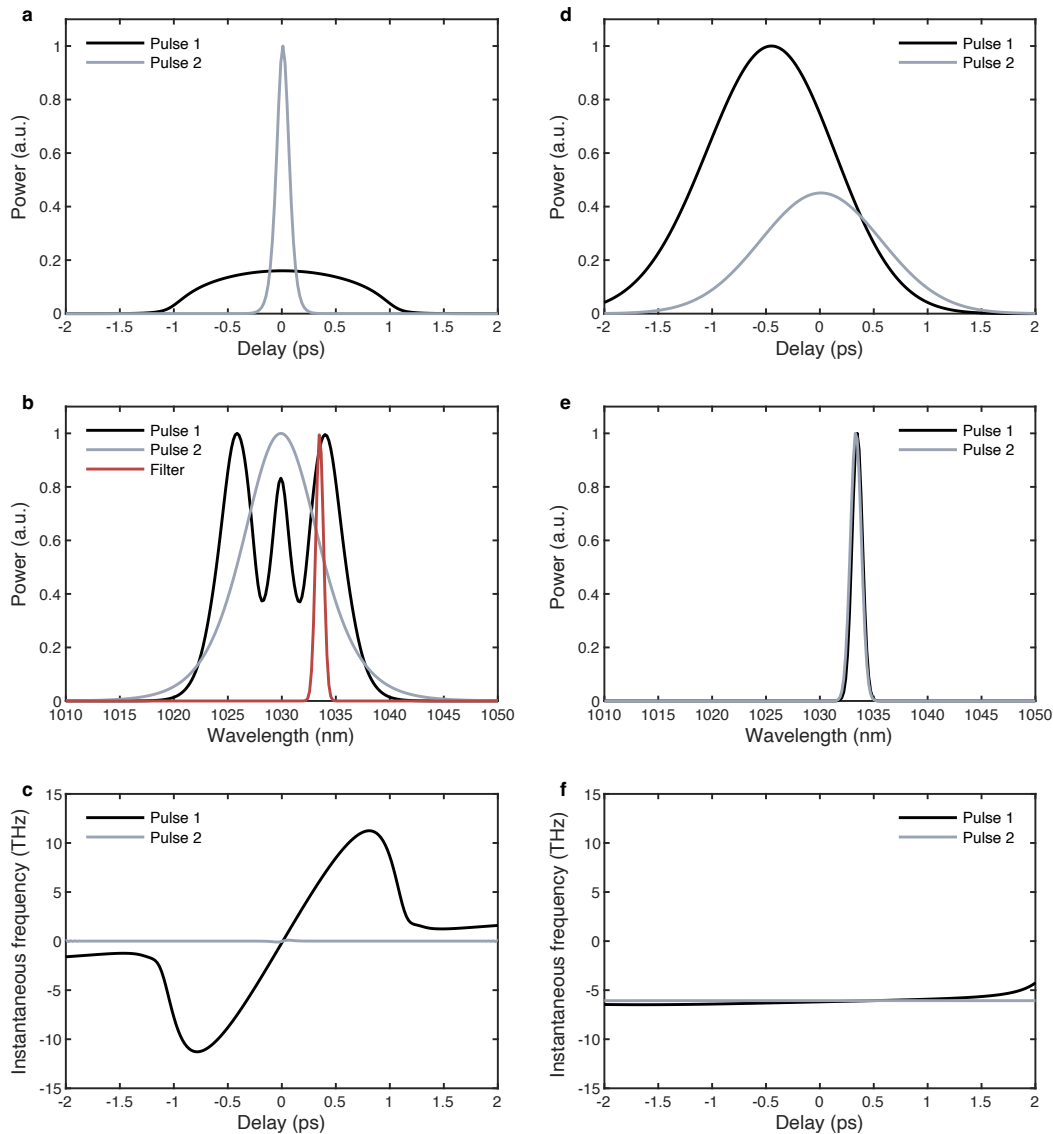 a
Pulse 1
Pulse 2
Power (a.u.)
1
0.8
0.6
0.4
0.2
0
-2 -1.5 -1 -0.5 0 0.5 1 1.5 2
Delay (ps)
d
Pulse 1
Pulse 2
Power (a.u.)
1
0.8
0.6
0.4
0.2
0
-2 -1.5 -1 -0.5 0 0.5 1 1.5 2
Delay (ps)
b
Pulse 1
Pulse 2
Filter
Power (a.u.)
1
0.8
0.6
0.4
0.2
0
1010 1015 1020 1025 1030 1035 1040 1045 1050
Wavelength (nm)
e
Pulse 1
Pulse 2
Power (a.u.)
1
0.8
0.6
0.4
0.2
0
1010 1015 1020 1025 1030 1035 1040 1045 1050
Wavelength (nm)
c
Pulse 1
Pulse 2
Instantaneous frequency (THz)
15
10
5
0
-5
-10
-15
-2 -1.5 -1 -0.5 0 0.5 1 1.5 2
Delay (ps)
f
Pulse 1
Pulse 2
Instantaneous frequency (THz)
15
10
5
0
-5
-10
-15
-2 -1.5 -1 -0.5 0 0.5 1 1.5 2
Delay (ps)